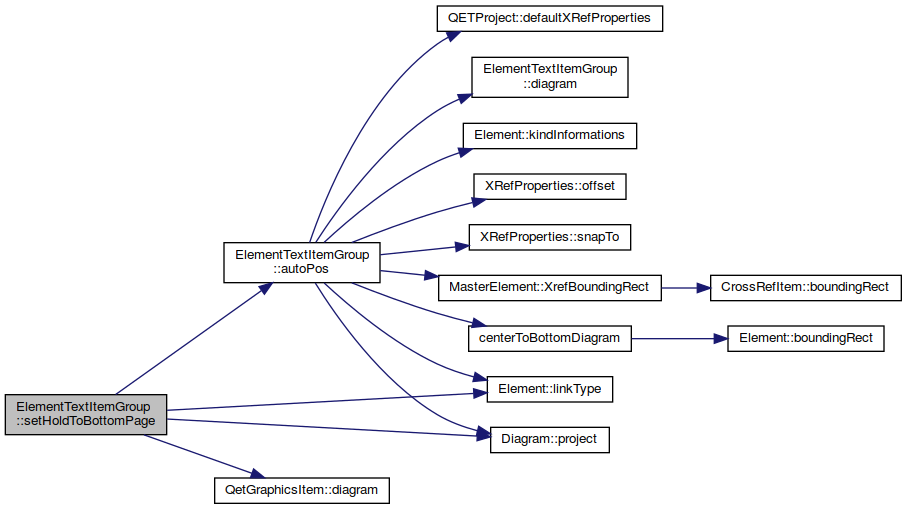 QETProject::defaultXRefProperties
ElementTextItemGroup
::diagram
Element::kindInformations
XRefProperties::offset
XRefProperties::snapTo
ElementTextItemGroup
::autoPos
MasterElement::XrefBoundingRect
CrossRefItem::boundingRect
centerToBottomDiagram
Element::boundingRect
Element::linkType
ElementTextItemGroup
::setHoldToBottomPage
Diagram::project
QetGraphicsItem::diagram